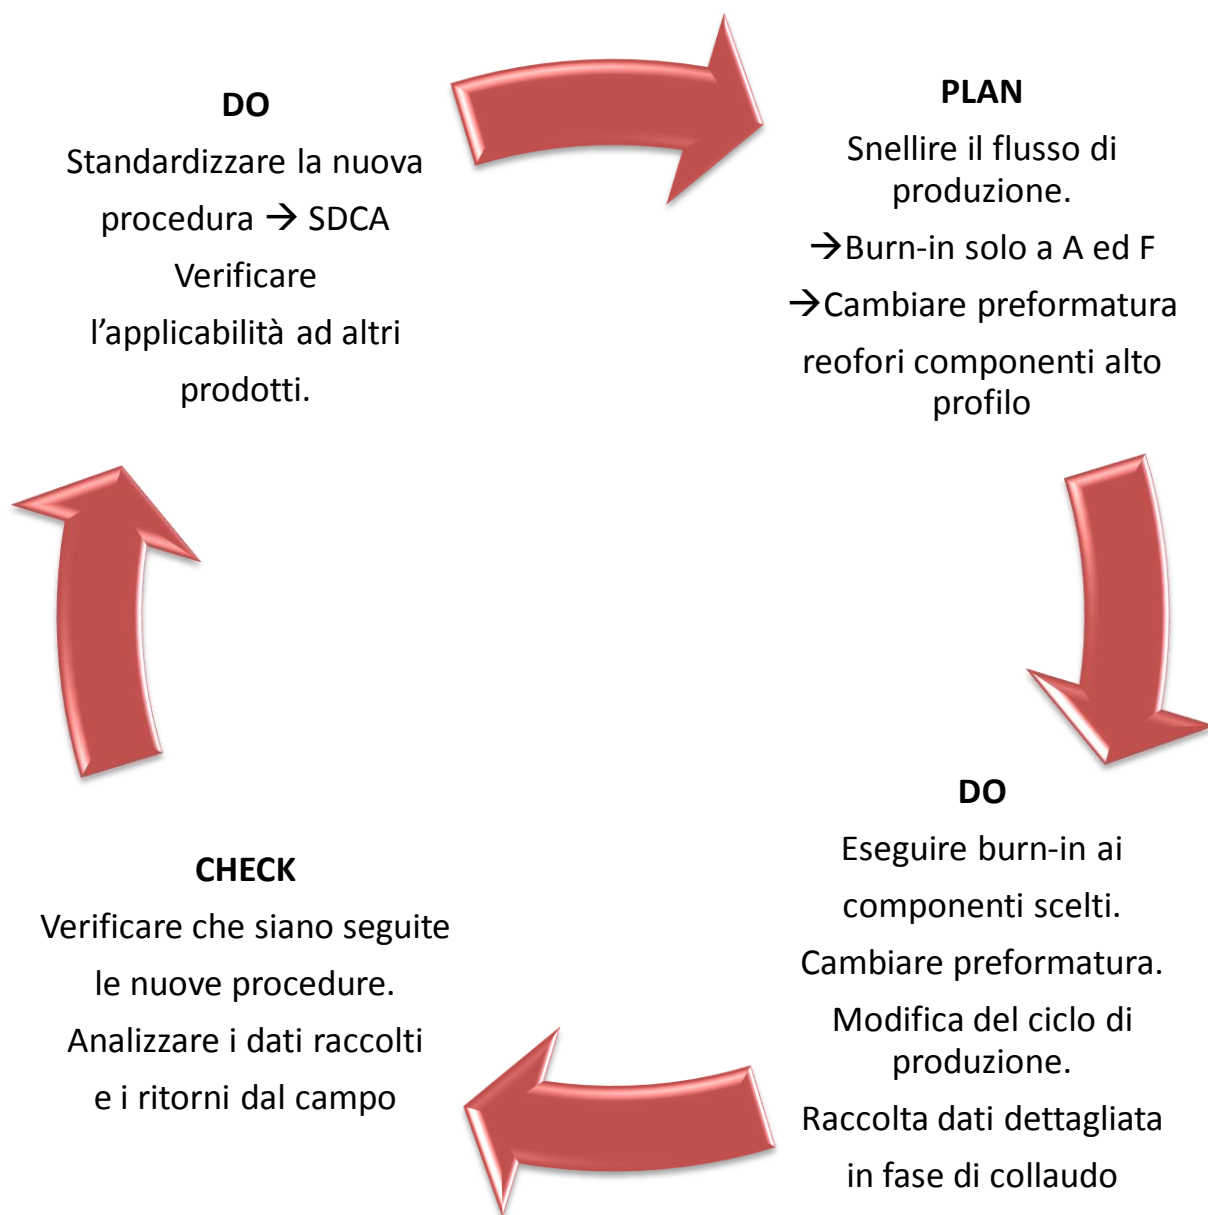 DO
Standardizzare la nuova
procedura → SDCA
Verificare
l’applicabilità ad altri
prodotti.
PLAN
Snellire il flusso di
produzione.
→Burn-in solo a A ed F
→Cambiare preformatura
reofori componenti alto
profilo
DO
Eseguire burn-in ai
componenti scelti.
Cambiare preformatura.
Modifica del ciclo di
produzione.
Raccolta dati dettagliata
in fase di collaudo
CHECK
Verificare che siano seguite
le nuove procedure.
Analizzare i dati raccolti
e i ritorni dal campo